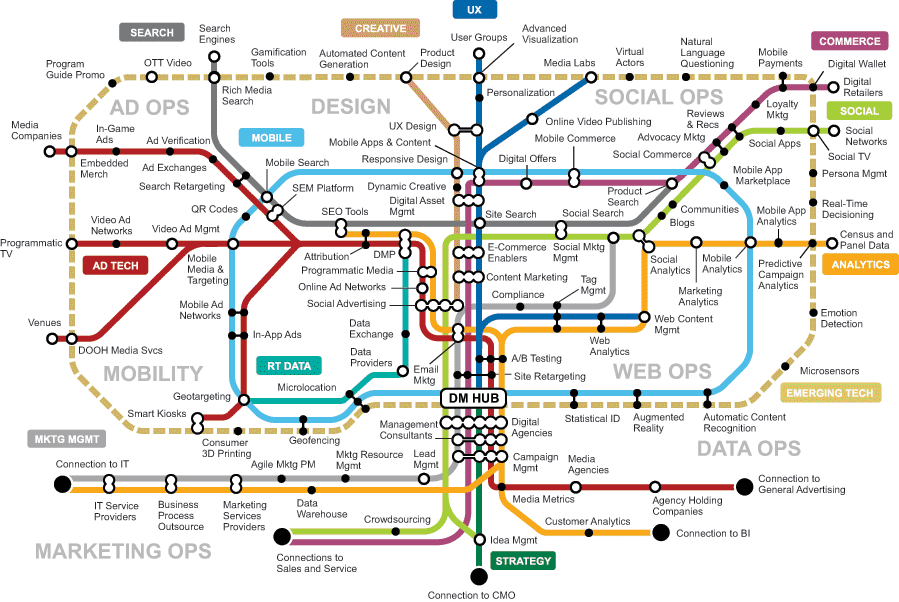 UX
SEARCH
CREATIVE
COMMERCE
Search
Engines
User Groups
Advanced
Visualization
Program
Guide Promo
OTT Video
Gamification
Tools
Automated Content
Generation
Product
Design
Media Labs
Virtual
Actors
Natural
Language
Questioning
Mobile
Payments
Digital Wallet
Digital
Retailers
AD OPS
Rich Media
Search
DESIGN
Personalization
SOCIAL OPS
Loyalty
Mktg
SOCIAL
Media
Companies
In-Game
Ads
Ad Verification
MOBILE
UX Design
Online Video Publishing
Reviews
& Recs
Advocacy Mktg
Social Apps
Social
Networks
Mobile Apps & Content
Mobile Commerce
Responsive Design
Digital Offers
Social Commerce
Social TV
Embedded
Merch
Ad Exchanges
Mobile Search
Search Retargeting
SEM Platform
Dynamic Creative
Product
Search
Mobile App
Marketplace
Persona Mgmt
Digital Asset
Mgmt
QR Codes
SEO Tools
Site Search
Social Search
Communities
Blogs
Mobile App
Analytics
Real-Time
Decisioning
Programmatic
TV
Video Ad
Networks
Video Ad Mgmt
Attribution
DMP
E-Commerce
Enablers
Social Mktg
Mgmt
Social
Analytics
Mobile
Analytics
Census and
Panel Data
AD TECH
Mobile
Media &
Targeting
Programmatic Media
Online Ad Networks
Content Marketing
Tag
Mgmt
Marketing
Analytics
Predictive
Campaign
Analytics
ANALYTICS
Mobile Ad
Networks
Social Advertising
Compliance
Venues
In-App Ads
Data
Exchange
Web Content
Mgmt
Emotion
Detection
DOOH Media Svcs
Web
Analytics
MOBILITY
RT DATA
Data
Providers
Email
Mktg
A/B Testing
Site Retargeting
WEB OPS
Microsensors
Geotargeting
Microlocation
DM HUB
EMERGING TECH
Smart Kiosks
Consumer
3D Printing
Geofencing
Management
Consultants
Digital
Agencies
Statistical ID
Augmented
Reality
Automatic Content
Recognition
MKTG MGMT
DATA OPS
Connection to IT
Agile Mktg PM
Mktg Resource
Mgmt
Lead
Mgmt
Campaign
Mgmt
Media
Agencies
Connection to
General Advertising
IT Service
Providers
Business
Process
Outsource
Marketing
Services
Providers
Data
Warehouse
Media Metrics
Agency Holding
Companies
MARKETING OPS
Crowdsourcing
Customer Analytics
Connection to BI
Connections to
Sales and Service
Idea Mgmt
STRATEGY
Connection to CMO